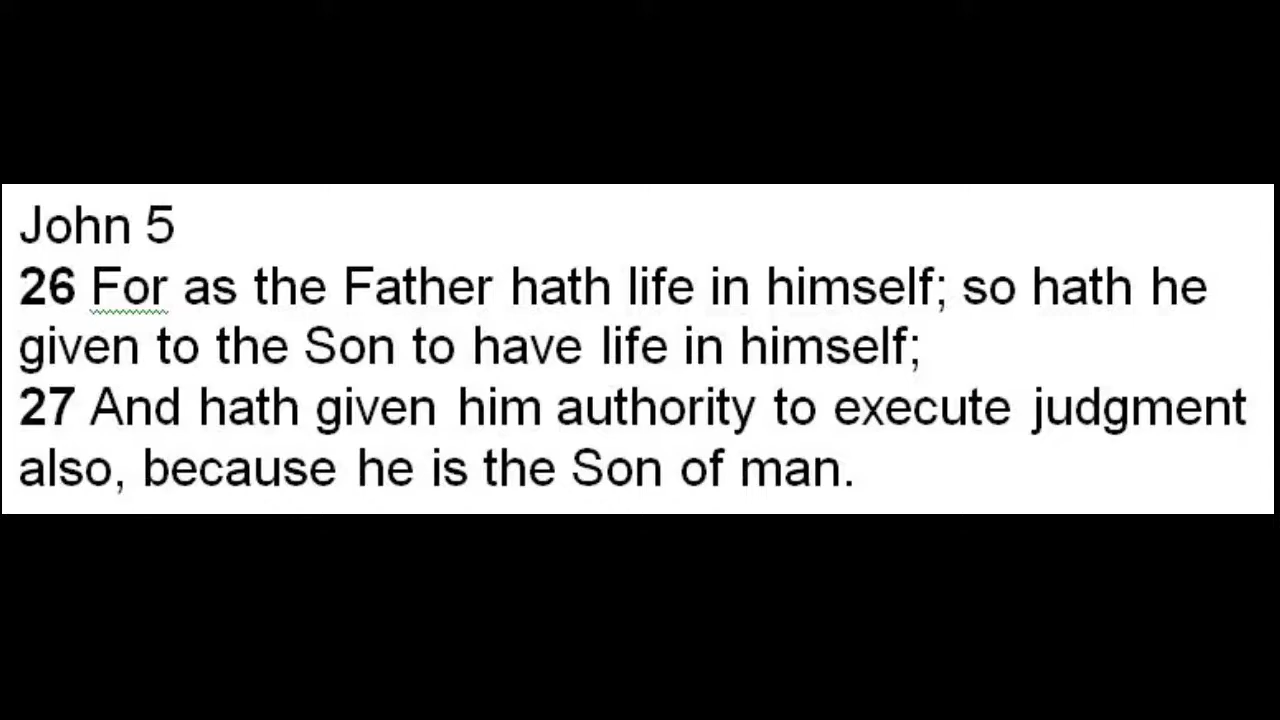 John 5
26 For as the Father hath life in himself; so hath he
given to the Son to have life in himself;
27 And hath given him authority to execute judgment
also, because he is the Son of man.